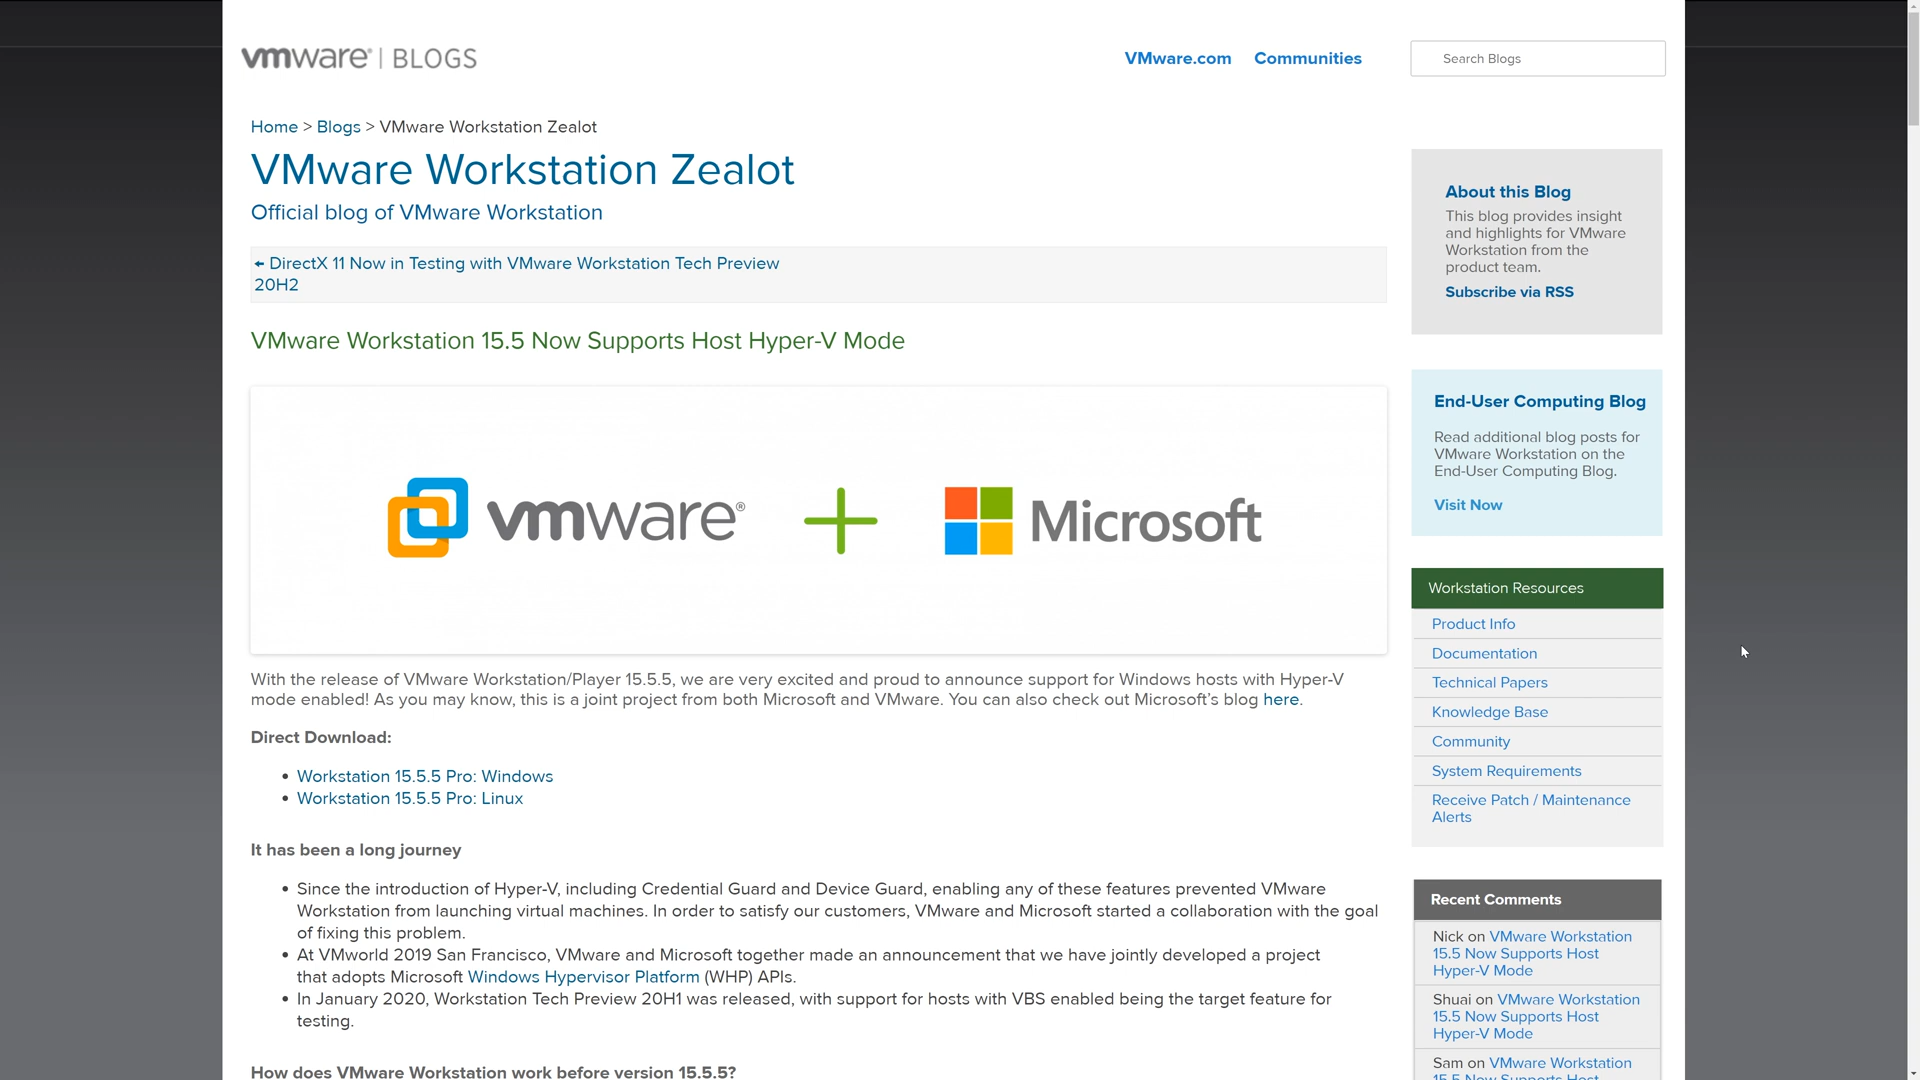 vmware® | BLOGS
VMware.com Communities
Search Blogs
Home > Blogs > VMware Workstation Zealot
VMware Workstation Zealot
Official blog of VMware Workstation
← DirectX 11 Now in Testing with VMware Workstation Tech Preview
20H2
VMware Workstation 15.5 Now Supports Host Hyper-V Mode
vmware® + Microsoft
With the release of VMware Workstation/Player 15.5.5, we are very excited and proud to announce support for Windows hosts with Hyper-V
mode enabled! As you may know, this is a joint project from both Microsoft and VMware. You can also check out Microsoft’s blog here.
Direct Download:
• Workstation 15.5.5 Pro: Windows
• Workstation 15.5.5 Pro: Linux
It has been a long journey
• Since the introduction of Hyper-V, including Credential Guard and Device Guard, enabling any of these features prevented VMware
Workstation from launching virtual machines. In order to satisfy our customers, VMware and Microsoft started a collaboration with the goal
of fixing this problem.
• At VMworld 2019 San Francisco, VMware and Microsoft together made an announcement that we have jointly developed a project
that adopts Microsoft Windows Hypervisor Platform (WHP) APIs.
• In January 2020, Workstation Tech Preview 20H1 was released, with support for hosts with VBS enabled being the target feature for
testing.
How does VMware Workstation work before version 15.5.5?
About this Blog
This blog provides insight
and highlights for VMware
Workstation from the
product team.
Subscribe via RSS
End-User Computing Blog
Read additional blog posts for
VMware Workstation on the
End-User Computing Blog.
Visit Now
Workstation Resources
Product Info
Documentation
Technical Papers
Knowledge Base
Community
System Requirements
Receive Patch / Maintenance
Alerts
Recent Comments
Nick on VMware Workstation
15.5 Now Supports Host
Hyper-V Mode
Shuai on VMware Workstation
15.5 Now Supports Host
Hyper-V Mode
Sam on VMware Workstation
15.5 Now Supports Host